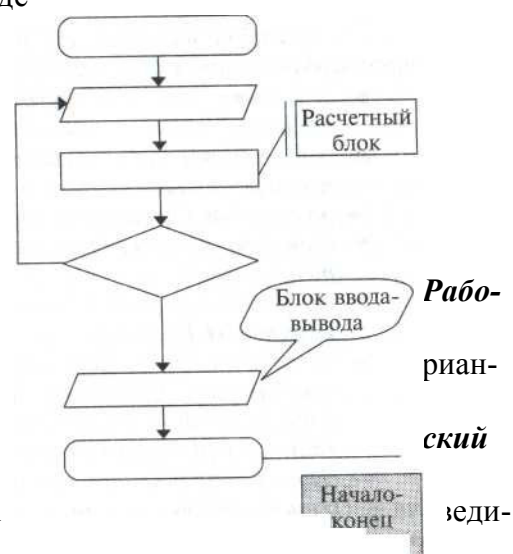 де
Расчетный
блок
Блок ввода-
вывода
Рабо-
риан-
ский
Начало-
конец
веди-